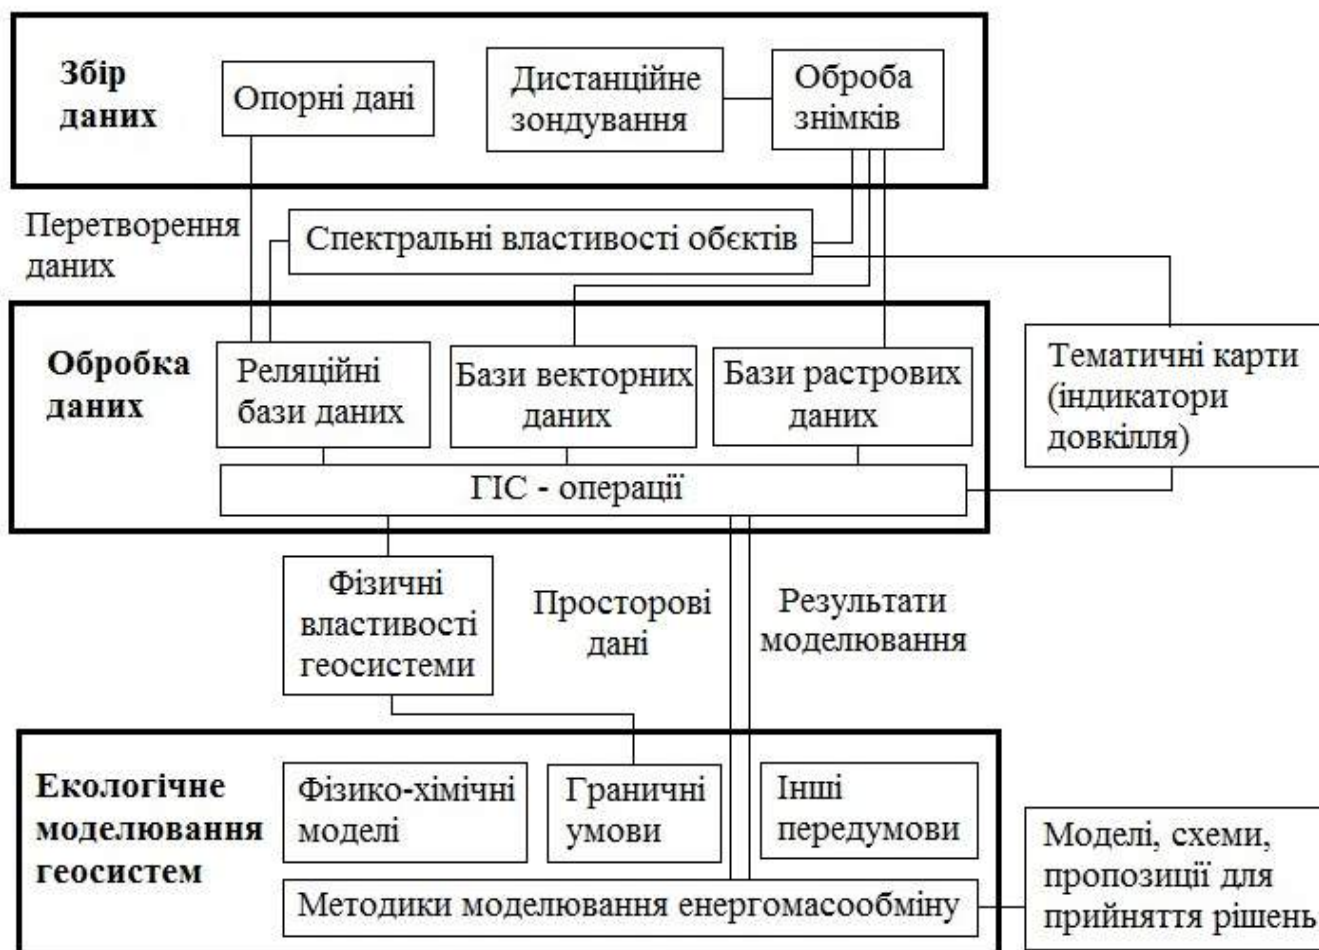 Збір
даних
Опорні дані
Дистанційне
зондування
Оброба
знімків
Перетворення
даних
Спектральні властивості обєктів
Обробка
даних
Реляційні
бази даних
Бази векторних
даних
Бази растрових
даних
Тематичні карти
(індикатори
довкілля)
ГІС - операції
Фізичні
властивості
геосистеми
Просторові
дані
Результати
моделювання
Екологічне
моделювання
геосистем
Фізико-хімічні
моделі
Граничні
умови
Інші
передумови
Методики моделювання енергомасообміну
Моделі, схеми,
пропозиції для
прийняття рішень